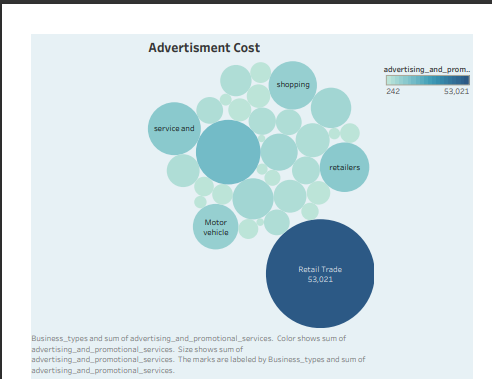 Advertisment Cost
advertising_and_prom..
242 53,021
shopping
service and
retailers
Motor
vehicle
Retail Trade
53,021
Business_types and sum of advertising_and_promotional_services. Color shows sum of
advertising_and_promotional_services. Size shows sum of
advertising_and_promotional_services. The marks are labeled by Business_types and sum of
advertising_and_promotional_services.